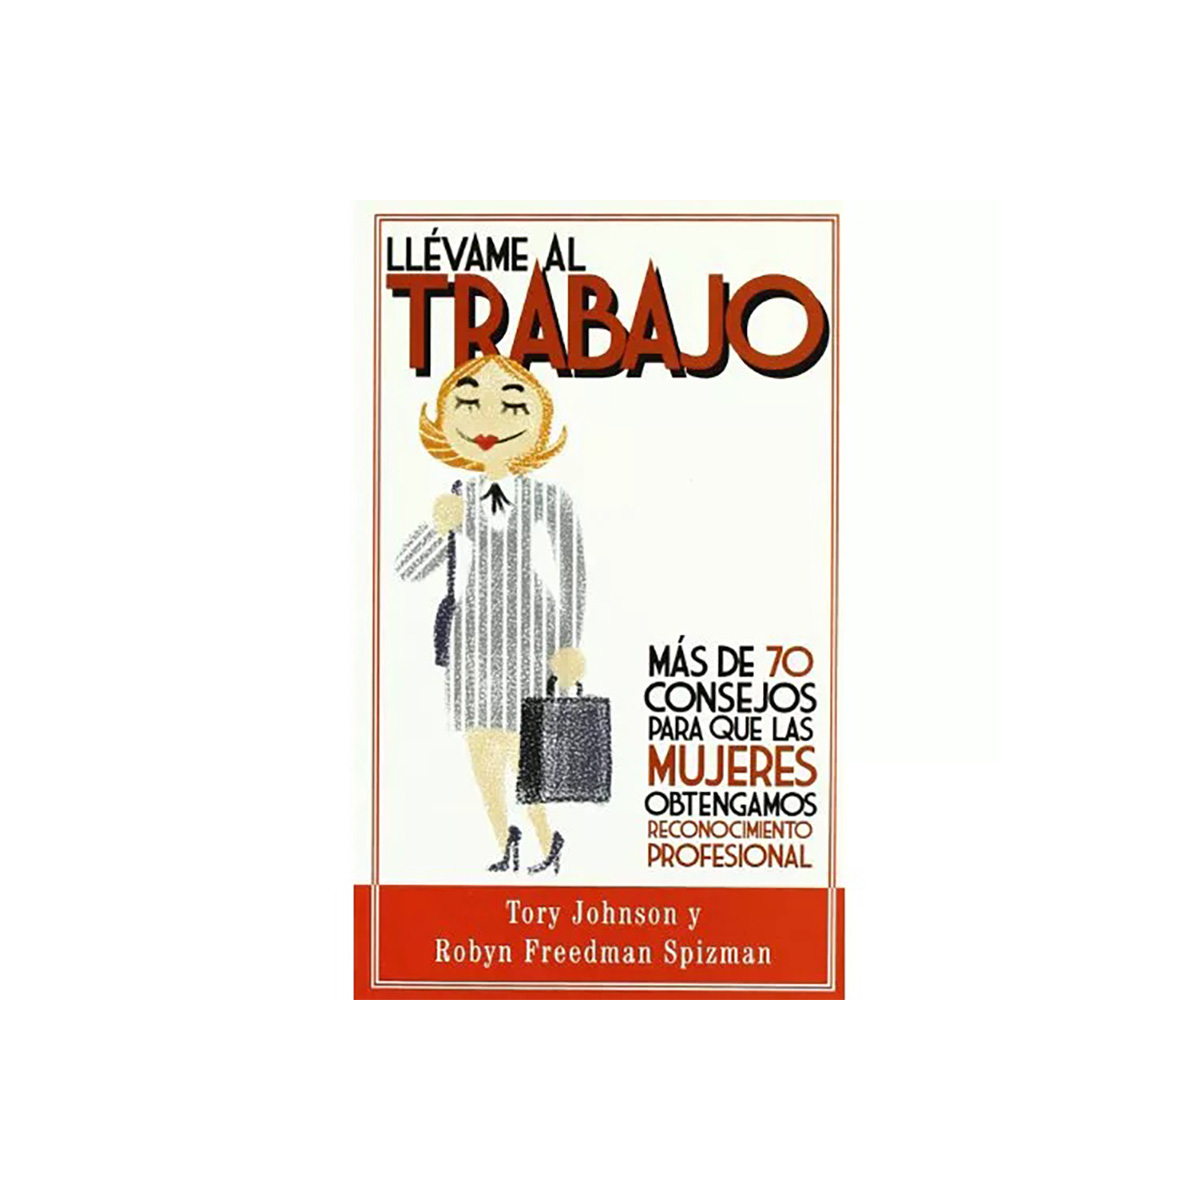 LLÉVAME AL
TRABAJO
MÁS DE 70
CONSEJOS
PARA QUE LAS
MUJERES
OBTENGAMOS
RECONOCIMIENTO
PROFESIONAL
Tory Johnson y
Robyn Freedman Spizman